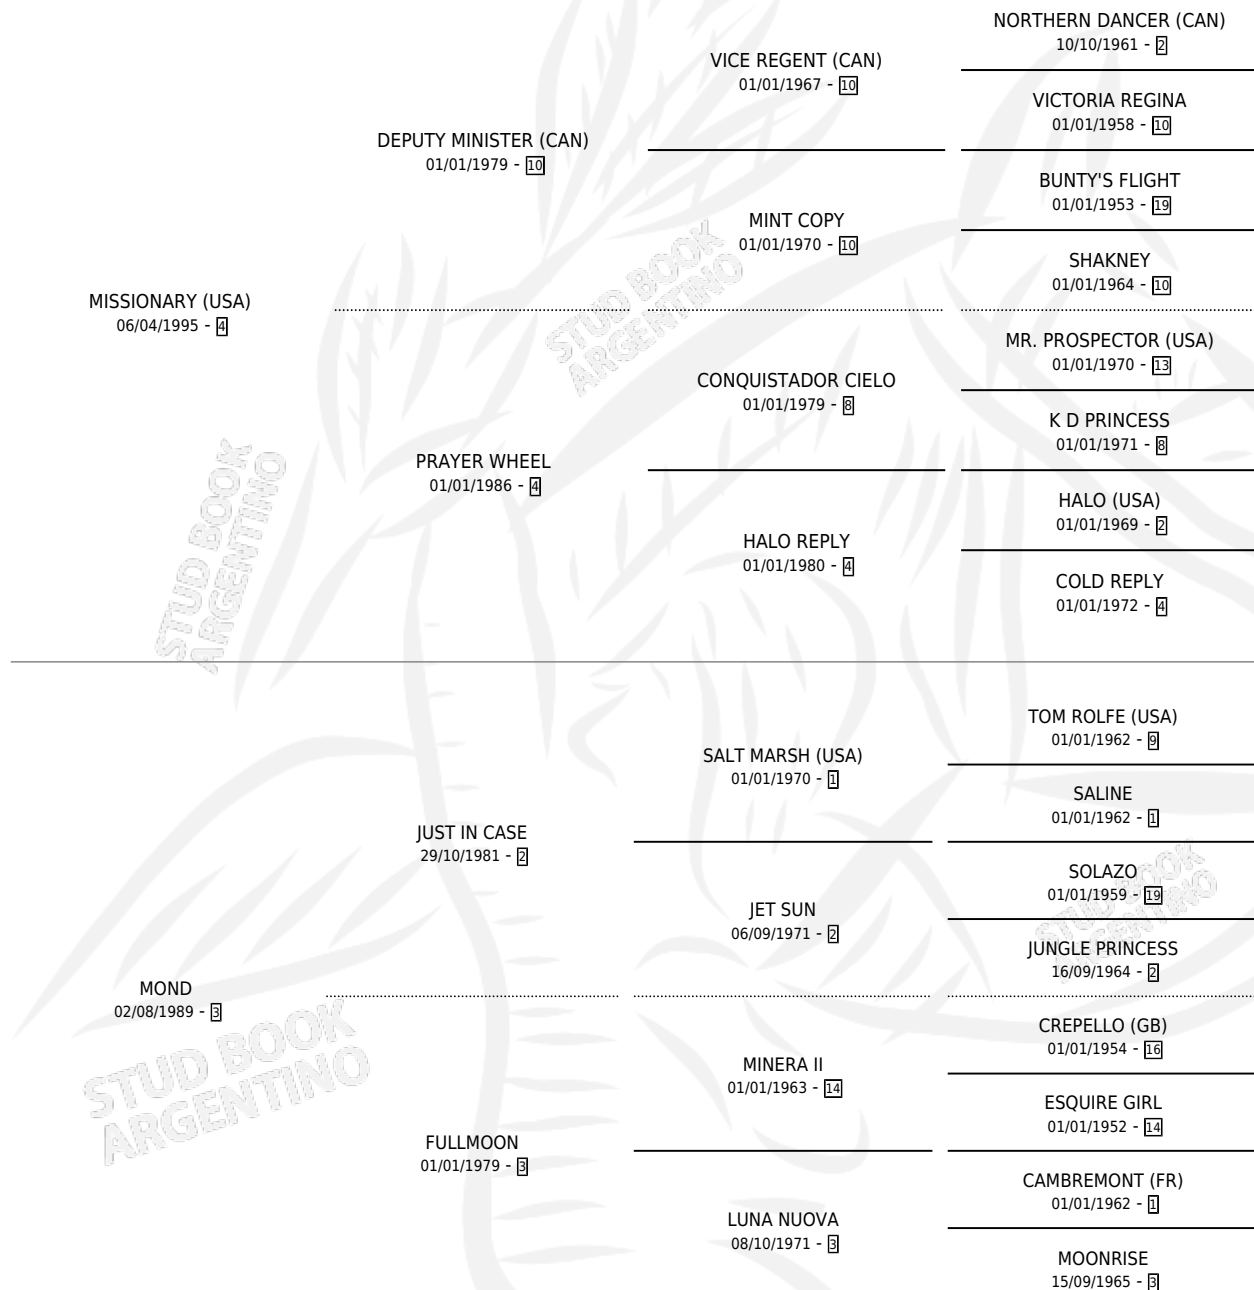 NORTHERN DANCER (CAN)
10/10/1961 - 2
VICE REGENT (CAN)
01/01/1967 - 10
VICTORIA REGINA
01/01/1958 - 10
DEPUTY MINISTER (CAN)
01/01/1979 - 10
BUNTY'S FLIGHT
01/01/1953 - 19
MINT COPY
01/01/1970 - 10
SHAKNEY
01/01/1964 - 10
MISSIONARY (USA)
06/04/1995 - 4
STUD BOOK
ARGENTINO
MR. PROSPECTOR (USA)
01/01/1970 - 13
CONQUISTADOR CIELO
01/01/1979 - 8
K D PRINCESS
01/01/1971 - 8
PRAYER WHEEL
01/01/1986 - 4
HALO (USA)
01/01/1969 - 2
HALO REPLY
01/01/1980 - 4
COLD REPLY
01/01/1972 - 4
STUD BOOK
ARGENTINO
TOM ROLFE (USA)
01/01/1962 - 9
SALT MARSH (USA)
01/01/1970 - 1
SALINE
01/01/1962 - 1
JUST IN CASE
29/10/1981 - 2
SOLAZO
01/01/1959 - 19
JET SUN
06/09/1971 - 2
JUNGLE PRINCESS
16/09/1964 - 2
STUD BOOK
ARGENTINO
MOND
02/08/1989 - 3
CREPELLO (GB)
01/01/1954 - 16
MINERA II
01/01/1963 - 14
ESQUIRE GIRL
01/01/1952 - 14
STUD BOOK
ARGENTINO
FULLMOON
01/01/1979 - 3
CAMBREMONT (FR)
01/01/1962 - 1
LUNA NUOVA
08/10/1971 - 3
MOONRISE
15/09/1965 - 3